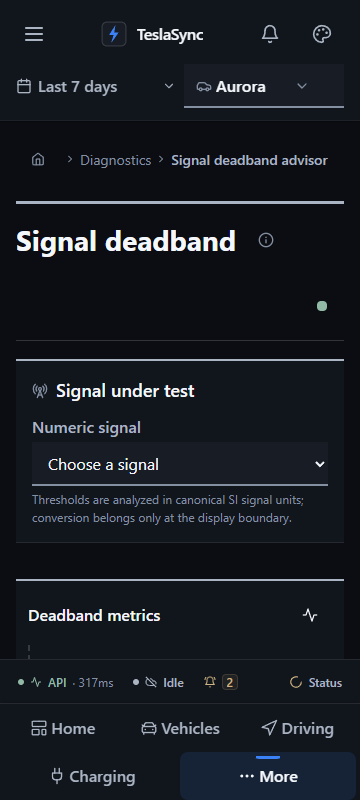 TeslaSync
Last 7 days
Aurora
Diagnostics
Signal deadband advisor
Signal deadband
Signal under test
Numeric signal
Choose a signal
Thresholds are analyzed in canonical SI signal units;
conversion belongs only at the display boundary.
Deadband metrics
API · 317ms
Idle
2
Status
Home
Vehicles
Driving
Charging
More